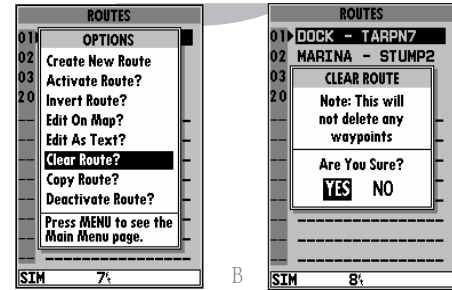 ROUTES
01
02
03
20
OPTIONS
Create New Route
Activate Route?
Invert Route?
Edit On Map?
Edit As Text?
Clear Route?
Copy Route?
Deactivate Route?
Press MENU to see the
Main Menu page.
SIM
B
ROUTES
01 DOCK - TARPN7
02 MARINA - STUMP2
03
20
CLEAR ROUTE
Note: This will
not delete any
waypoints
Are You Sure?
YES NO
SIM